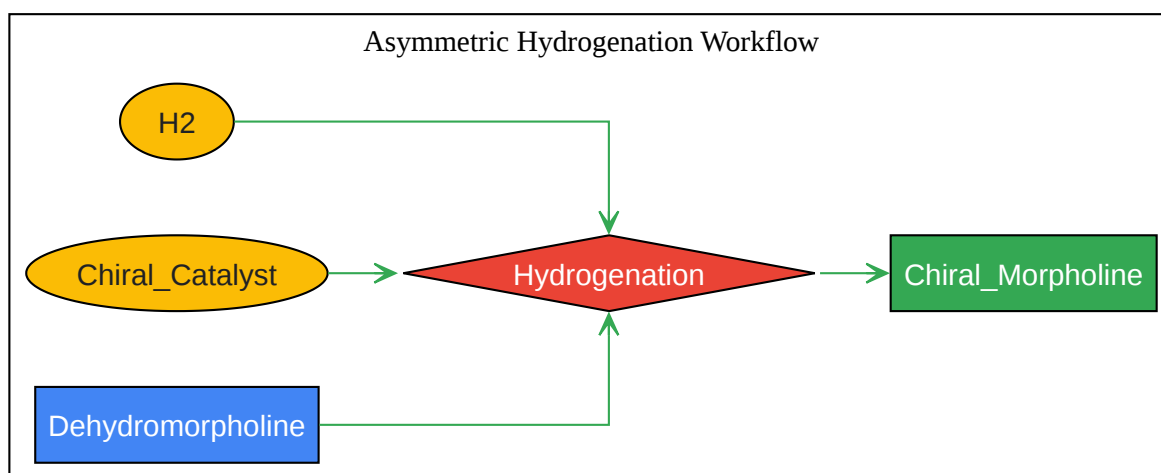 Asymmetric Hydrogenation Workflow
H2
Chiral_Catalyst
Hydrogenation
Chiral_Morpholine
Dehydromorpholine